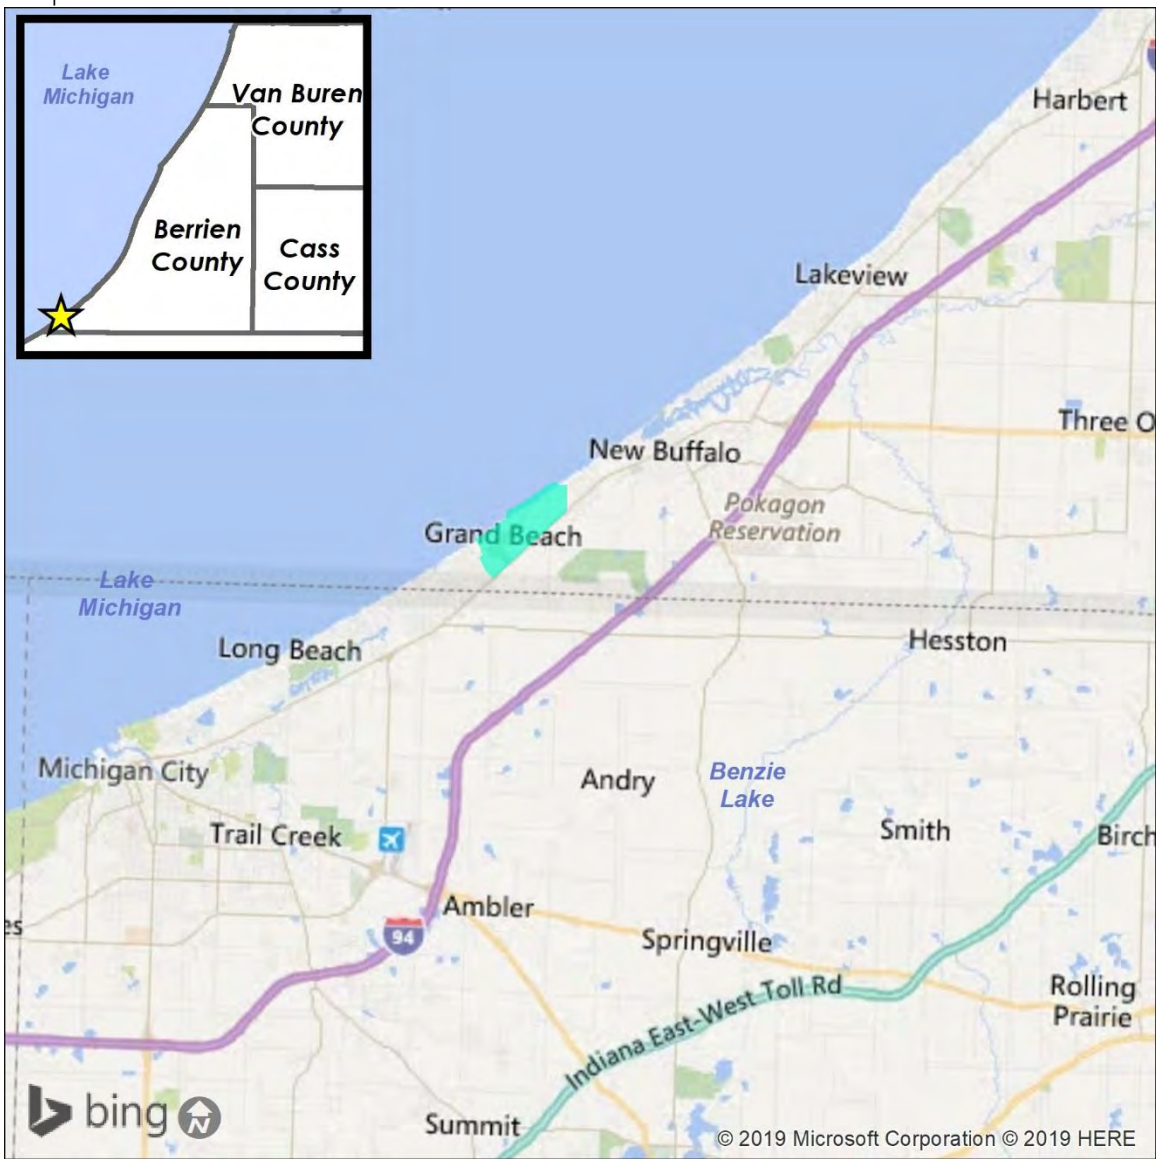 Lake
Michigan
Van Buren
County
Berrien
County
Cass
County
Harbert
Lakeview
Three O
New Buffalo
Pokagon
Reservation
Grand Beach
Lake
Michigan
Long Beach
Hesston
Michigan City
Andry
Benzie
Lake
Trail Creek
Smith
Birch
Ambler
es
94
Springville
Indiana East-West Toll Rd
Rolling
Prairie
bing
N
Summit
© 2019 Microsoft Corporation © 2019 HERE